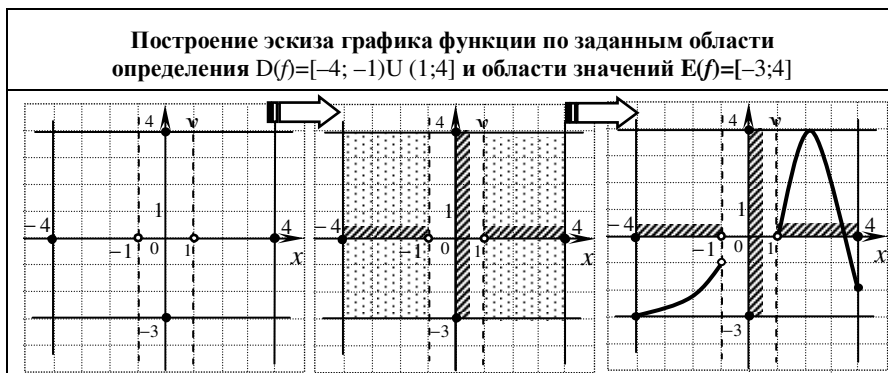 Построение эскиза графика функции по заданным области
определения D(f)=[–4; –1)U (1;4] и области значений E(f)=[–3;4]
4 y
1
–4 –1 0 1 4
x
–3
4 y
1
–4 –1 0 1 4
x
–3
4 y
1
–4 –1 0 1 4
x
–3